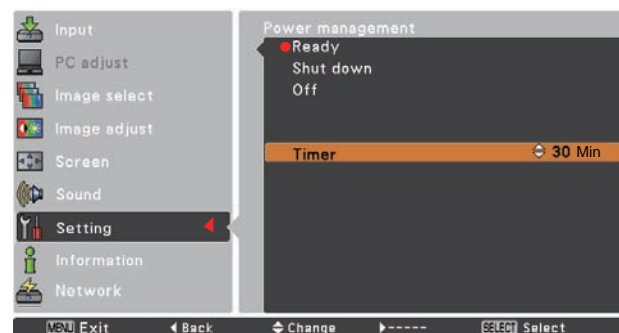 Input
PC adjust
Image select
Image adjust
Screen
Sound
Setting
Information
Network
Power management
Ready
Shut down
Off
Timer 30 Min
MENU Exit Back Change ----- SELECT Select